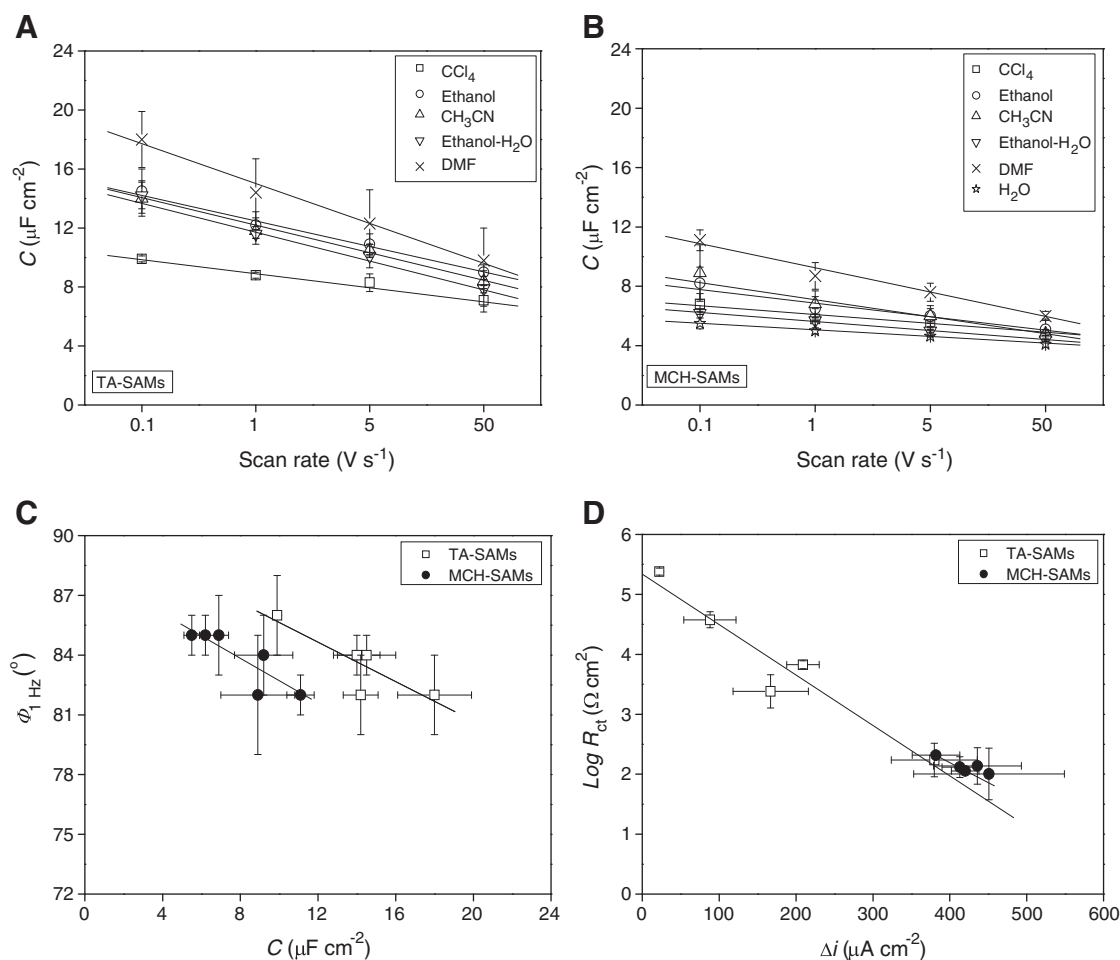 A
B
24
20
16
12
8
4
0
C (μF cm⁻²)
CCl₄
Ethanol
CH₃CN
Ethanol-H₂O
DMF
TA-SAMs
0.1
1
5
50
Scan rate (V s⁻¹)
24
20
16
12
8
4
0
C (μF cm⁻²)
CCl₄
Ethanol
CH₃CN
Ethanol-H₂O
DMF
H₂O
MCH-SAMs
0.1
1
5
50
Scan rate (V s⁻¹)
C
D
90
87
84
81
78
75
72
Φ₁ Hz (°)
TA-SAMs
MCH-SAMs
0
4
8
12
16
20
24
C (μF cm⁻²)
6
5
4
3
2
1
0
Log Rct (Ω cm²)
TA-SAMs
MCH-SAMs
0
100
200
300
400
500
600
Δi (μA cm⁻²)